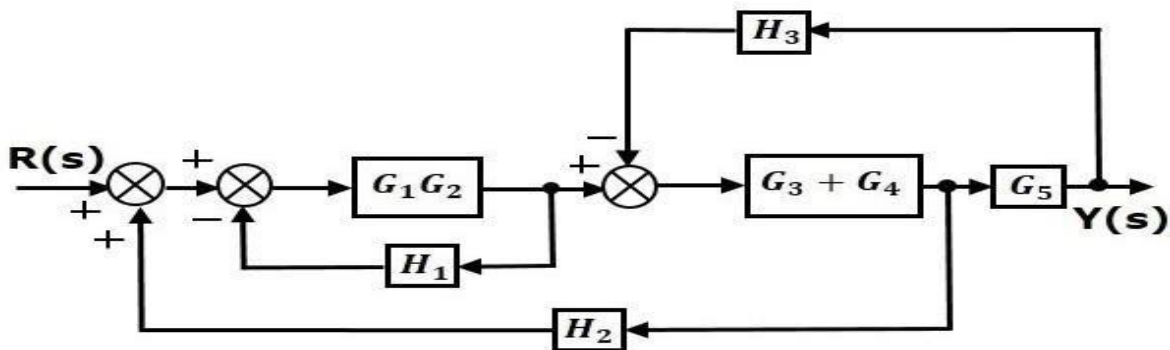 H₃
−
R(s)
+
+
G₁G₂
+
G₃ + G₄
G₅
+
−
Y(s)
+
H₁
H₂